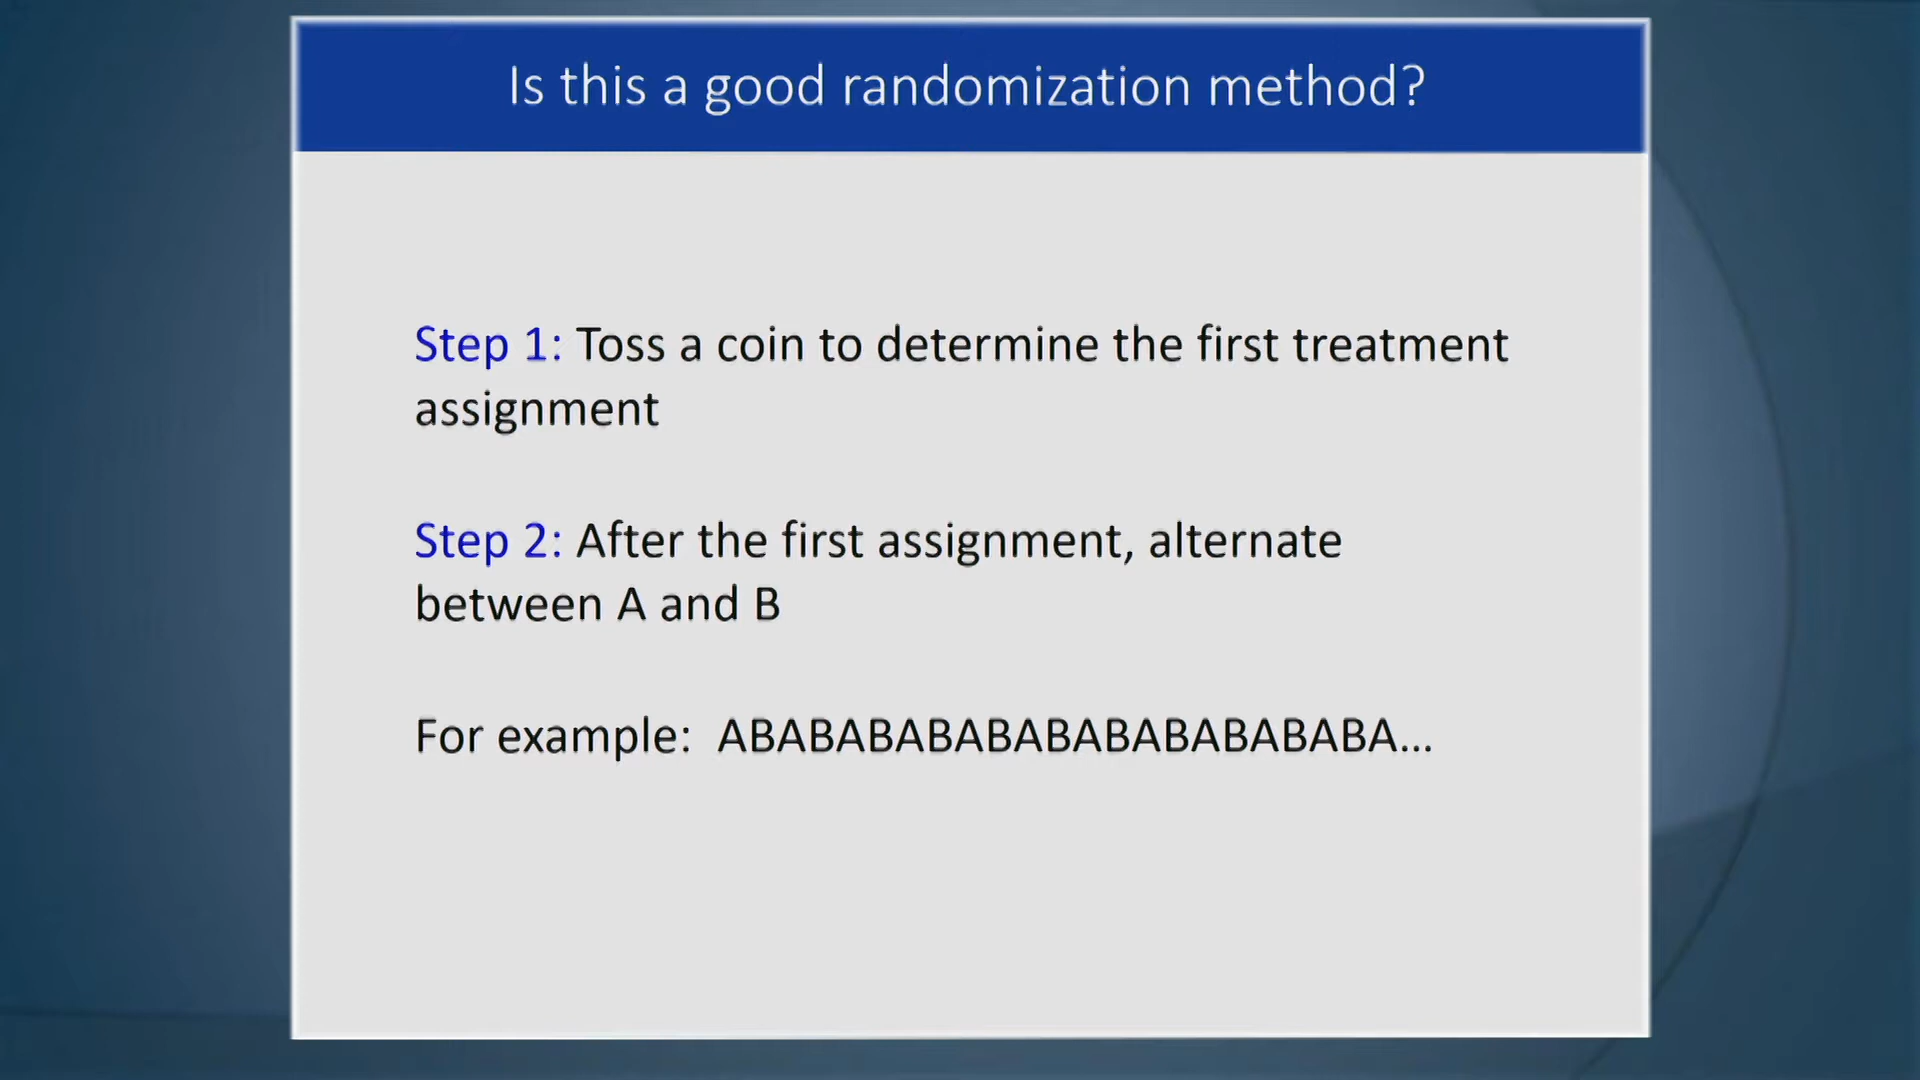 Is this a good randomization method?
Step 1: Toss a coin to determine the first treatment
assignment
Step 2: After the first assignment, alternate
between A and B
For example: ABABABABABABABABABABABA...